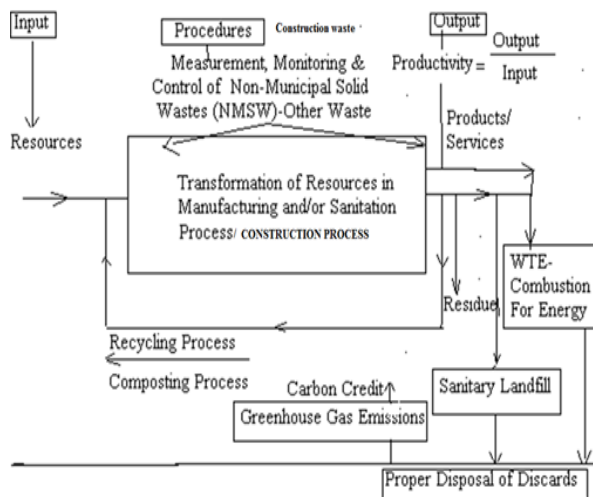 Input
Procedures
Construction waste
Output
Measurement, Monitoring &
Control of Non-Municipal Solid
Wastes (NMSW)-Other Waste
Productivity = Output
Input
Resources
Products/
Services
Transformation of Resources in
Manufacturing and/or Sanitation
Process/ CONSTRUCTION PROCESS
WTE-
Combustion
For Energy
Residue
Recycling Process
Composting Process
Carbon Credit
Greenhouse Gas Emissions
Sanitary Landfill
Proper Disposal of Discards